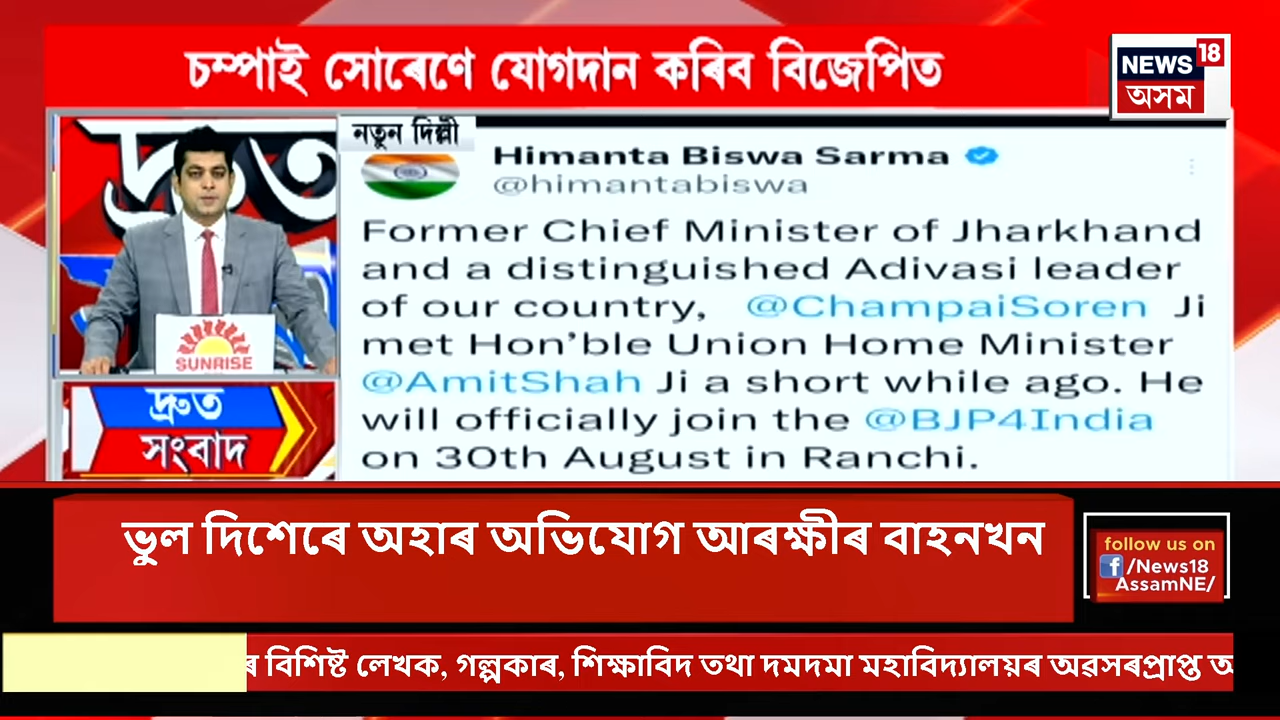 চম্পাই সোৰেণে যোগদান কৰিব বিজেপিত
NEWS 18
অসম
নতুন দিল্লী
দ্ৰুত
Himanta Biswa Sarma
@himantabiswa
Former Chief Minister of Jharkhand
and a distinguished Adivasi leader
of our country, @ChampaiSoren Ji
met Hon’ble Union Home Minister
@AmitShah Ji a short while ago. He
will officially join the @BJP4India
on 30th August in Ranchi.
SUNRISE
দ্ৰুত
সংবাদ
ভুল দিশেৰে অহাৰ অভিযোগ আৰক্ষীৰ বাহনখন
follow us on
/News18
AssamNE/
ৰ বিশিষ্ট লেখক, গল্পকাৰ, শিক্ষাবিদ তথা দমদমা মহাবিদ্যালয়ৰ অৱসৰপ্ৰাপ্ত অ